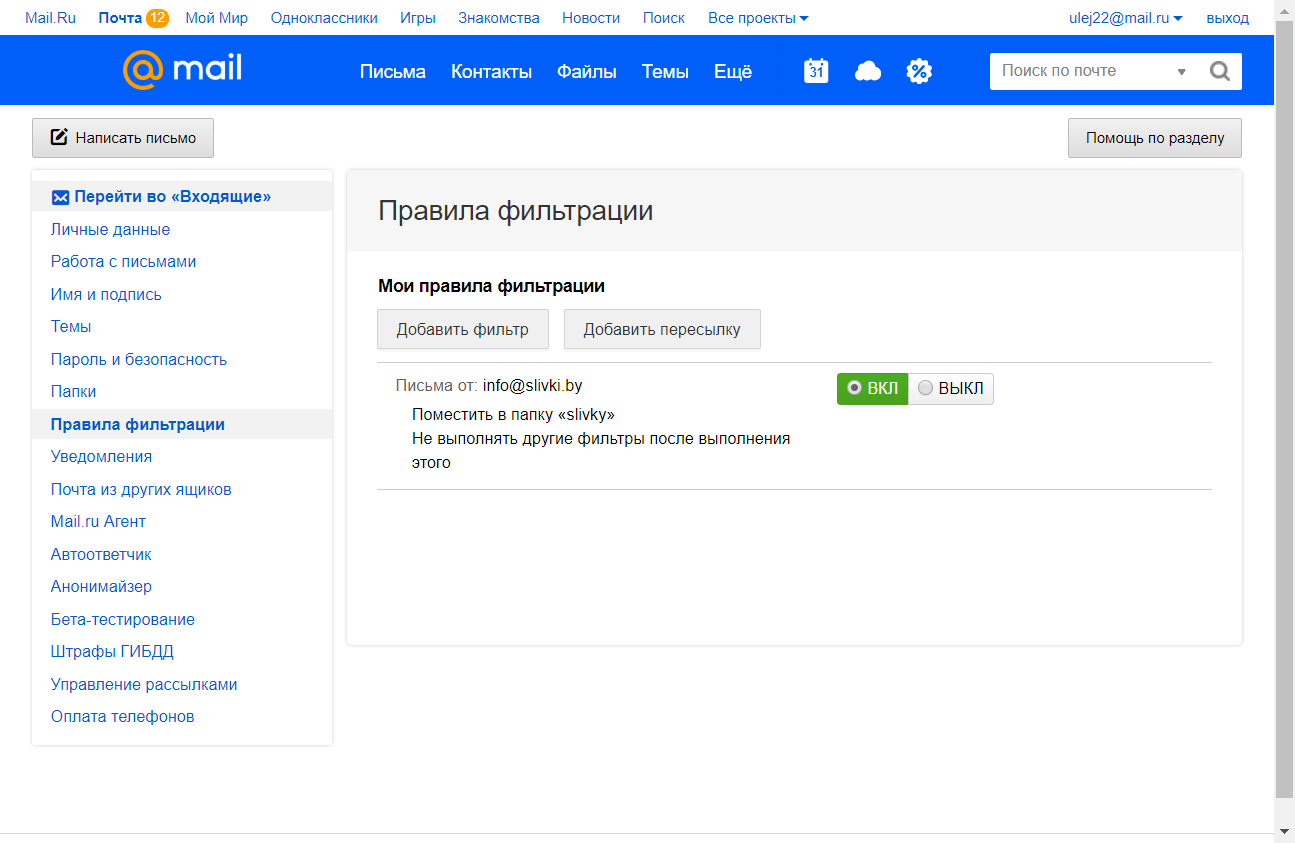 Mail.Ru Почта 12 Мой Мир Одноклассники Игры Знакомства Новости Поиск Все проекты ulej22@mail.ru выход
@mail Письма Контакты Файлы Темы Ещё 31 % Поиск по почте
Написать письмо Помощь по разделу
Перейти во «Входящие»
Личные данные
Работа с письмами
Имя и подпись
Темы
Пароль и безопасность
Папки
Правила фильтрации
Уведомления
Почта из других ящиков
Mail.ru Агент
Автоответчик
Анонимайзер
Бета-тестирование
Штрафы ГИБДД
Управление рассылками
Оплата телефонов
Правила фильтрации
Мои правила фильтрации
Добавить фильтр Добавить пересылку
Письма от: info@slivki.by ВКЛ ВЫКЛ
Поместить в папку «slivky»
Не выполнять другие фильтры после выполнения
этого